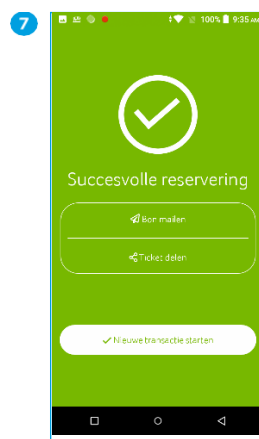 7
100% 9:35 AM
Succesvolle reservering
Bon mailen
Ticket delen
Nieuwe transactie starten